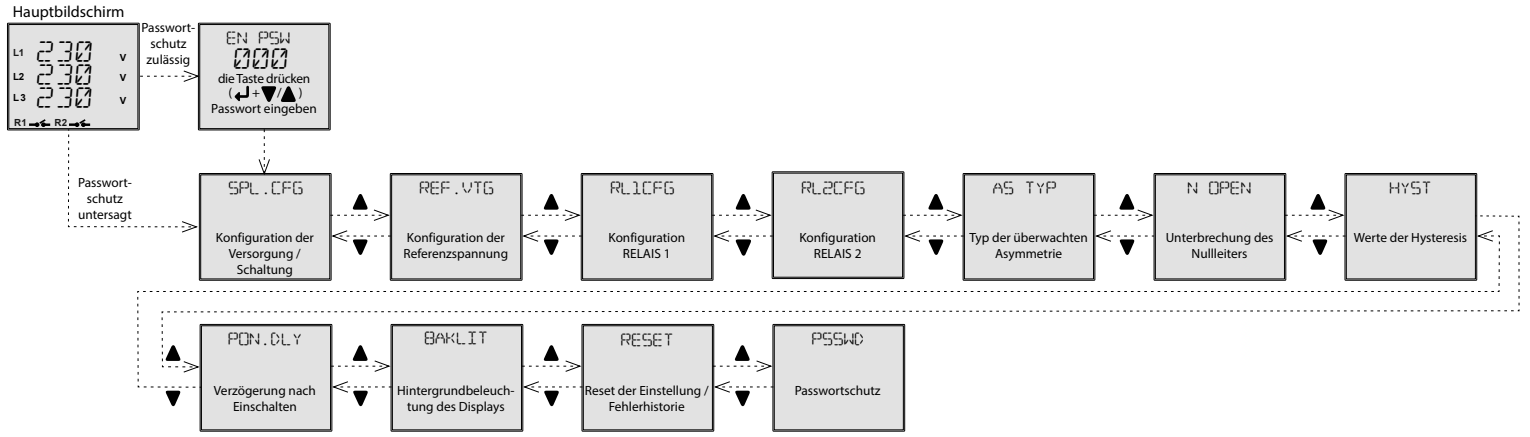 Hauptbildschirm
L1 230 V
L2 230 V
L3 230 V
R1 R2
Passwort-
schutz
zulässig
EN PSW
000
die Taste drücken
(↵+▼/▲)
Passwort eingeben
Passwort-
schutz
untersagt
SPL.CFG
Konfiguration der
Versorgung /
Schaltung
REF.VTG
Konfiguration der
Referenzspannung
RL1CFG
Konfiguration
RELAIS 1
RL2CFG
Konfiguration
RELAIS 2
AS TYP
Typ der überwachten
Asymmetrie
N OPEN
Unterbrechung des
Nullleiters
HYST
Werte der Hysteresis
PON.DLY
Verzögerung nach
Einschalten
BAKLIT
Hintergrundbeleuch-
tung des Displays
RESET
Reset der Einstellung /
Fehlerhistorie
PSSWD
Passwortschutz